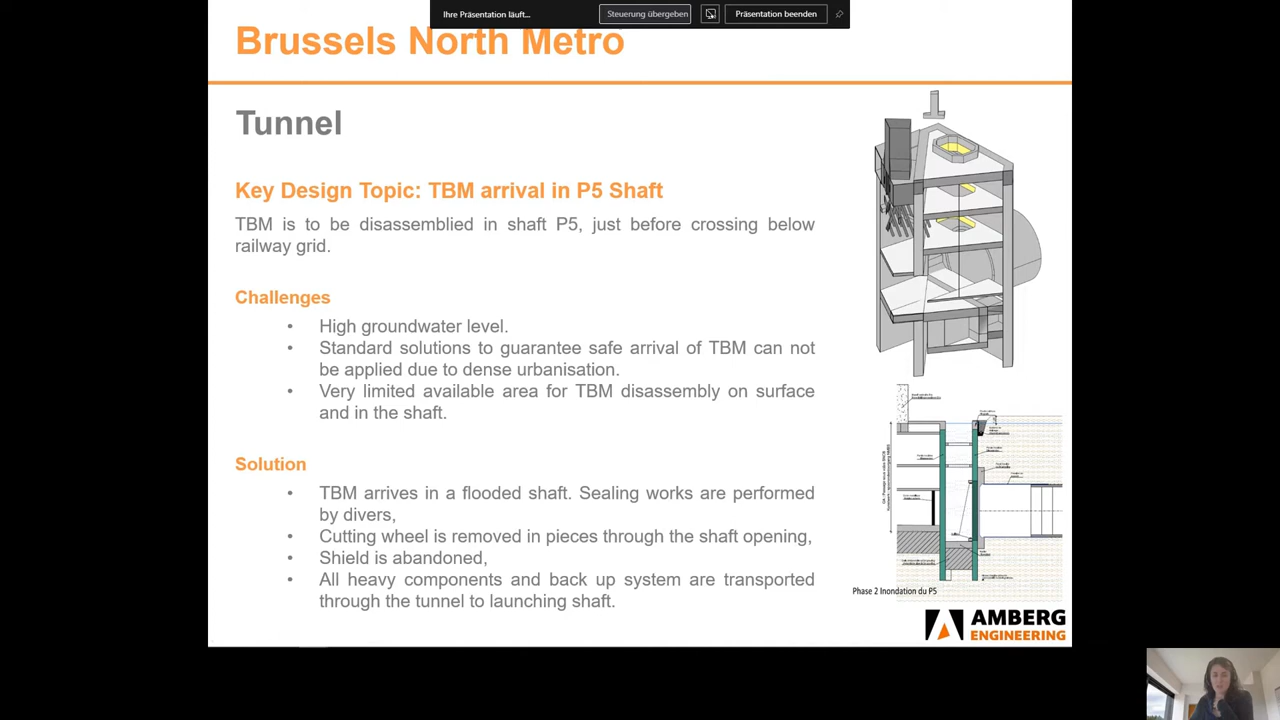 Ihre Präsentation läuft...
Steuerung übergeben
Präsentation beenden
Brussels North Metro
Tunnel
Key Design Topic: TBM arrival in P5 Shaft
TBM is to be disassemblied in shaft P5, just before crossing below
railway grid.
Challenges
• High groundwater level.
• Standard solutions to guarantee safe arrival of TBM can not
be applied due to dense urbanisation.
• Very limited available area for TBM disassembly on surface
and in the shaft.
Solution
• TBM arrives in a flooded shaft. Sealing works are performed
by divers,
• Cutting wheel is removed in pieces through the shaft opening,
• Shield is abandoned,
• All heavy components and back up system are transported
through the tunnel to launching shaft.
Phase 2 Inondation du P5
AMBERG
ENGINEERING